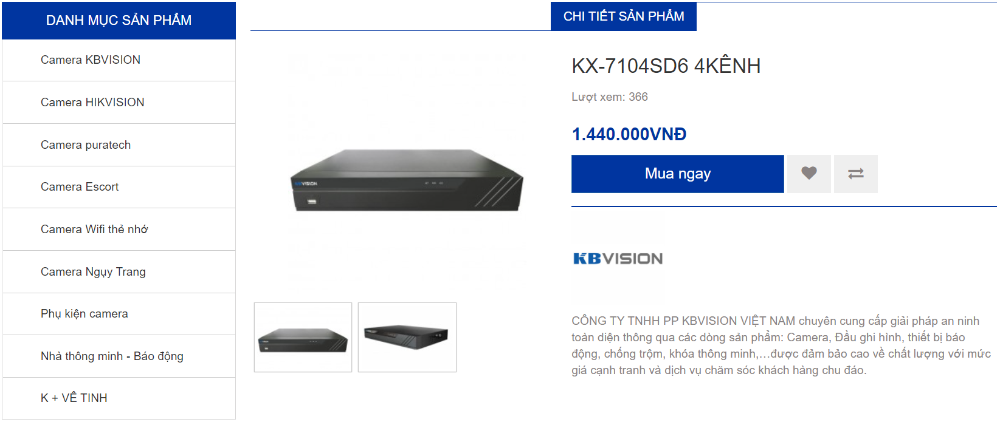 DANH MỤC SẢN PHẨM
Camera KBVISION
Camera HIKVISION
Camera puratech
Camera Escort
Camera Wifi thẻ nhớ
Camera Ngụy Trang
Phụ kiện camera
Nhà thông minh - Báo động
K + VÊ TINH
KBVISION
CHI TIẾT SẢN PHẨM
KX-7104SD6 4KÊNH
Lượt xem: 366
1.440.000VNĐ
Mua ngay
KBVISION
CÔNG TY TNHH PP KBVISION VIỆT NAM chuyên cung cấp giải pháp an ninh
toàn diện thông qua các dòng sản phẩm: Camera, Đầu ghi hình, thiết bị báo
động, chống trộm, khóa thông minh,…được đảm bảo cao về chất lượng với mức
giá cạnh tranh và dịch vụ chăm sóc khách hàng chu đáo.